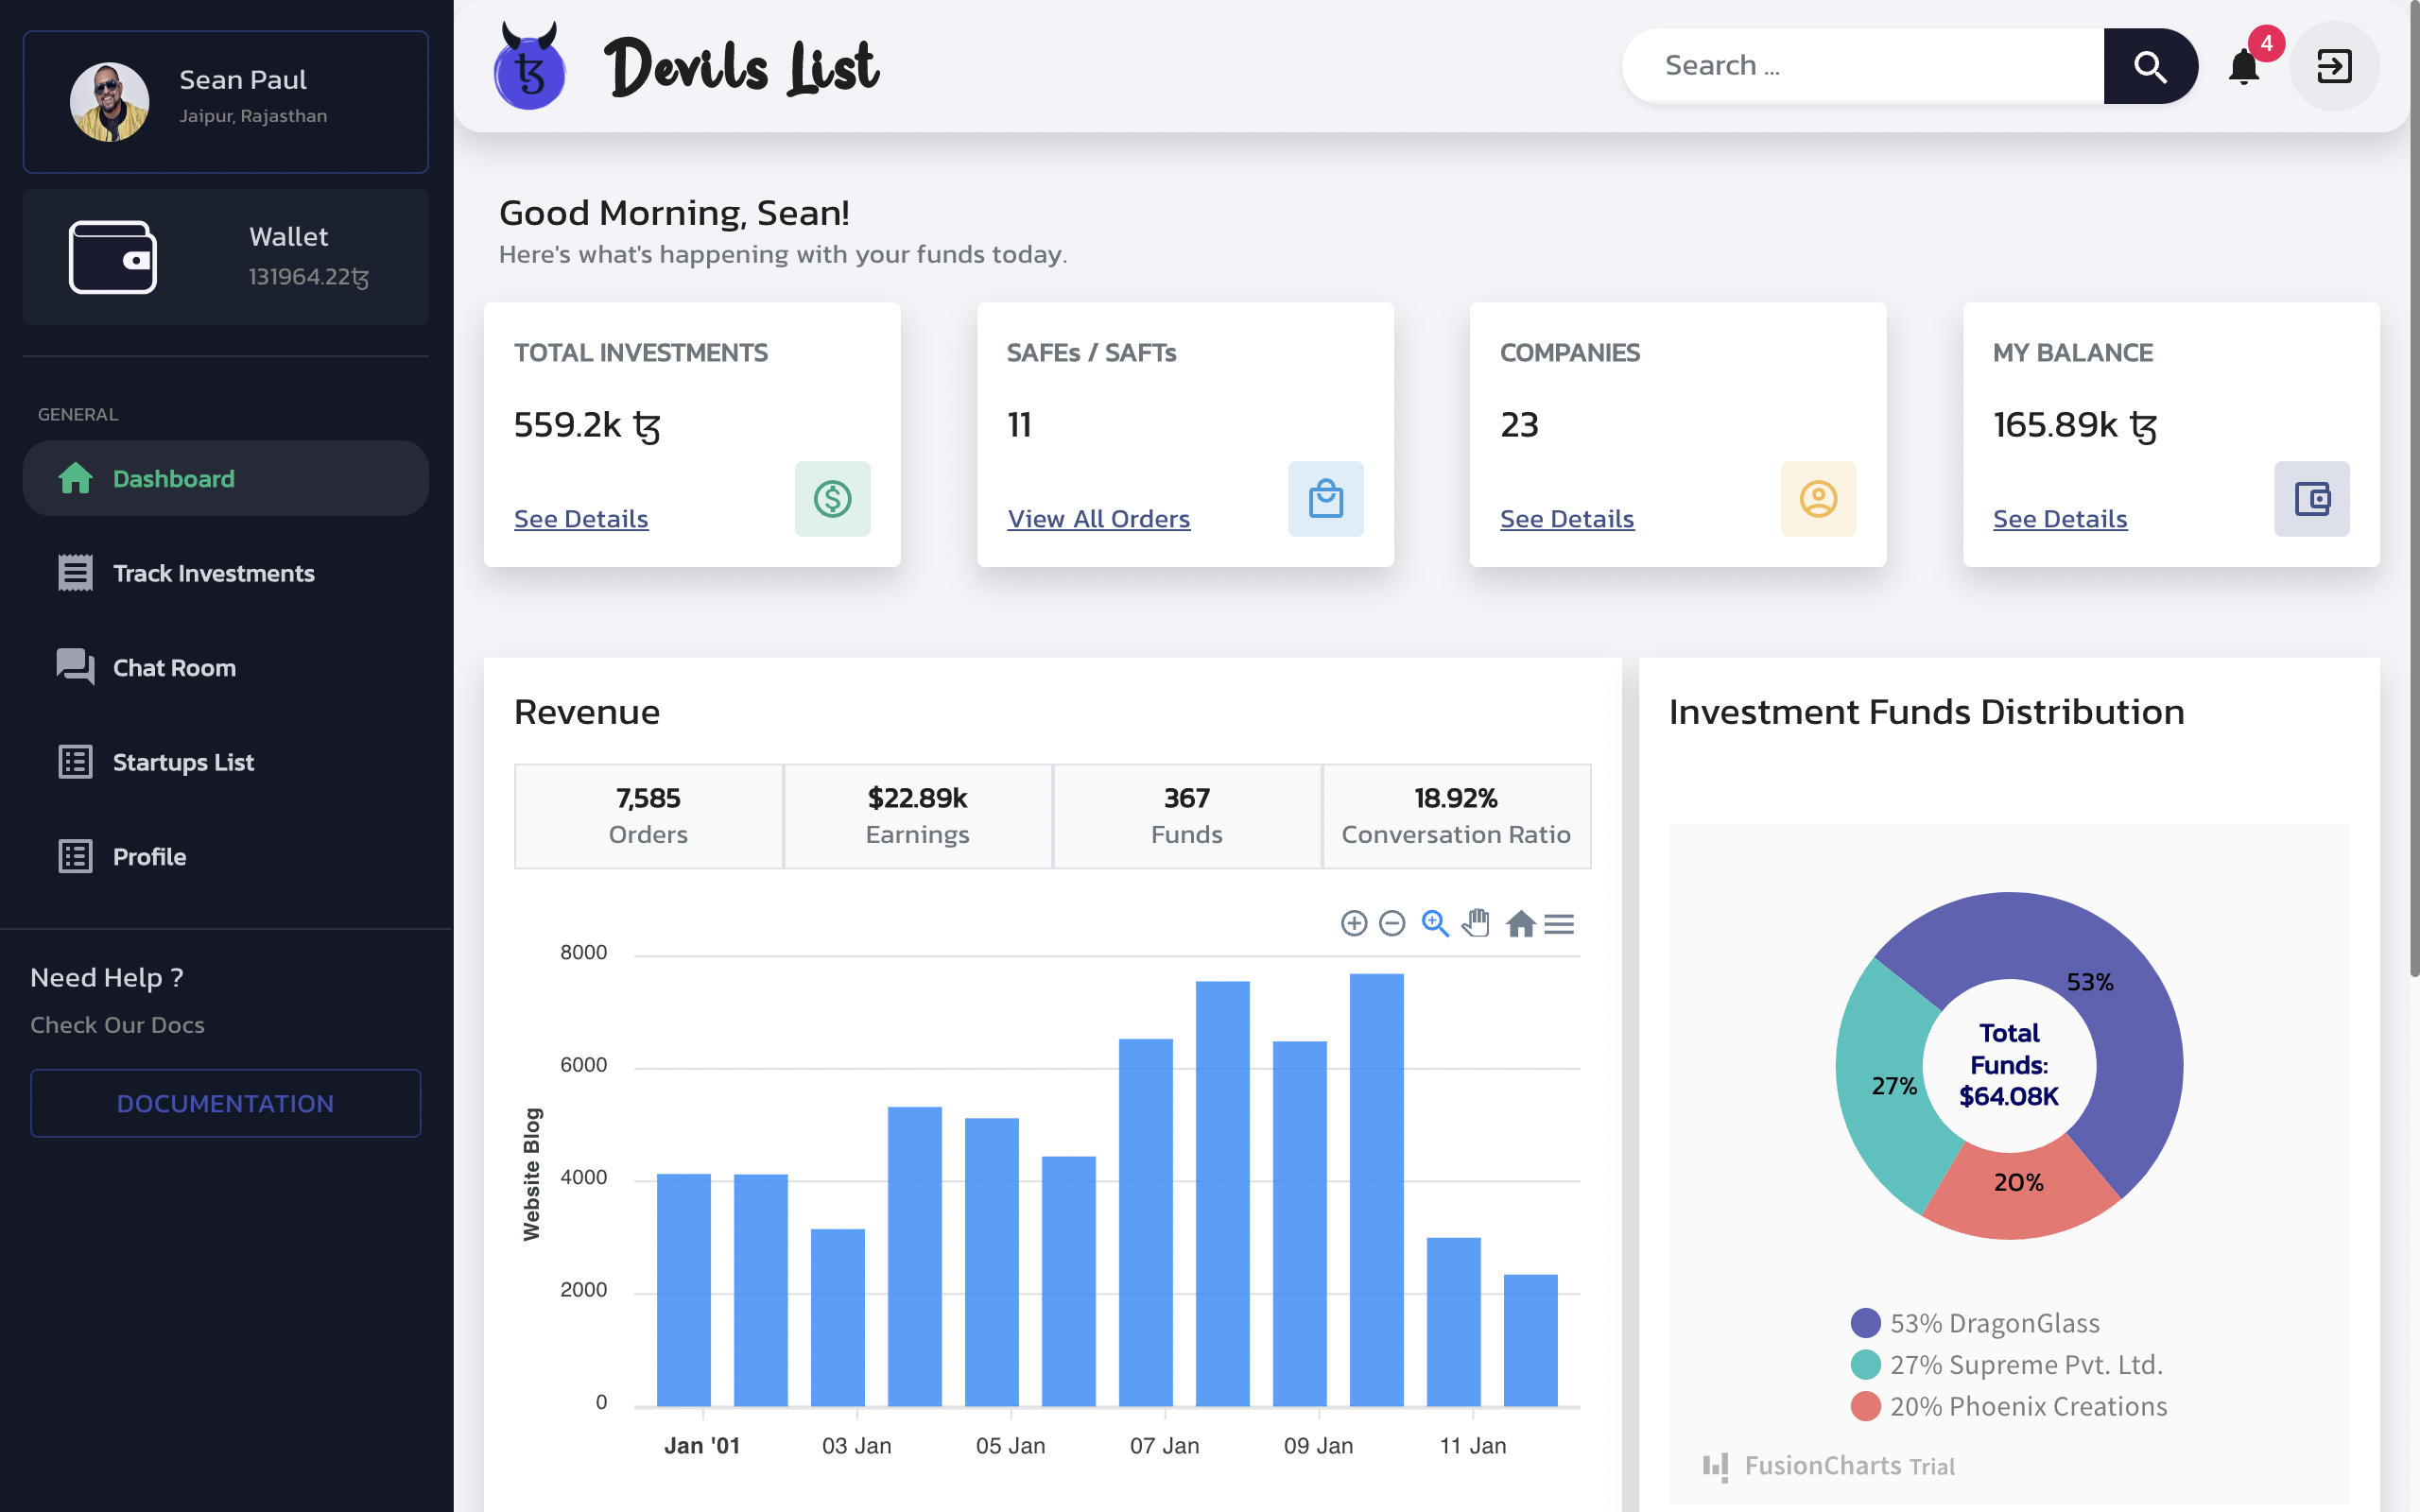 Sean Paul
Jaipur, Rajasthan
Wallet
131964.22ꜩ
GENERAL
Dashboard
Track Investments
Chat Room
Startups List
Profile
Need Help ?
Check Our Docs
DOCUMENTATION
ꜩ
Devils List
Search ...
4
Good Morning, Sean!
Here's what's happening with your funds today.
TOTAL INVESTMENTS
559.2k ꜩ
See Details
SAFEs / SAFTs
11
View All Orders
COMPANIES
23
See Details
MY BALANCE
165.89k ꜩ
See Details
Revenue
7,585
Orders
$22.89k
Earnings
367
Funds
18.92%
Conversation Ratio
Website Blog
8000
6000
4000
2000
0
Jan '01
03 Jan
05 Jan
07 Jan
09 Jan
11 Jan
Investment Funds Distribution
53%
27%
20%
Total
Funds:
$64.08K
53% DragonGlass
27% Supreme Pvt. Ltd.
20% Phoenix Creations
FusionCharts Trial